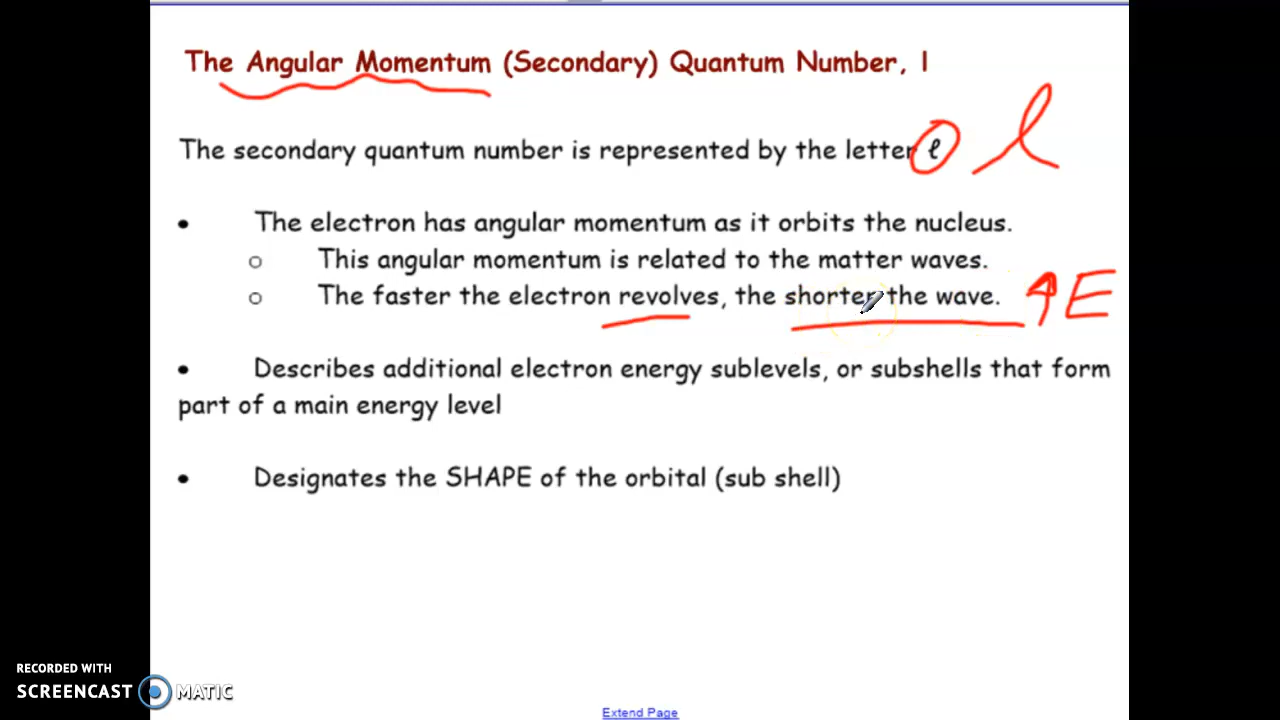 The Angular Momentum (Secondary) Quantum Number, l
The secondary quantum number is represented by the letter ℓ ℓ
• The electron has angular momentum as it orbits the nucleus.
o This angular momentum is related to the matter waves.
o The faster the electron revolves, the shorter the wave. ↑E
• Describes additional electron energy sublevels, or subshells that form
part of a main energy level
• Designates the SHAPE of the orbital (sub shell)
RECORDED WITH
SCREENCAST MATIC
Extend Page